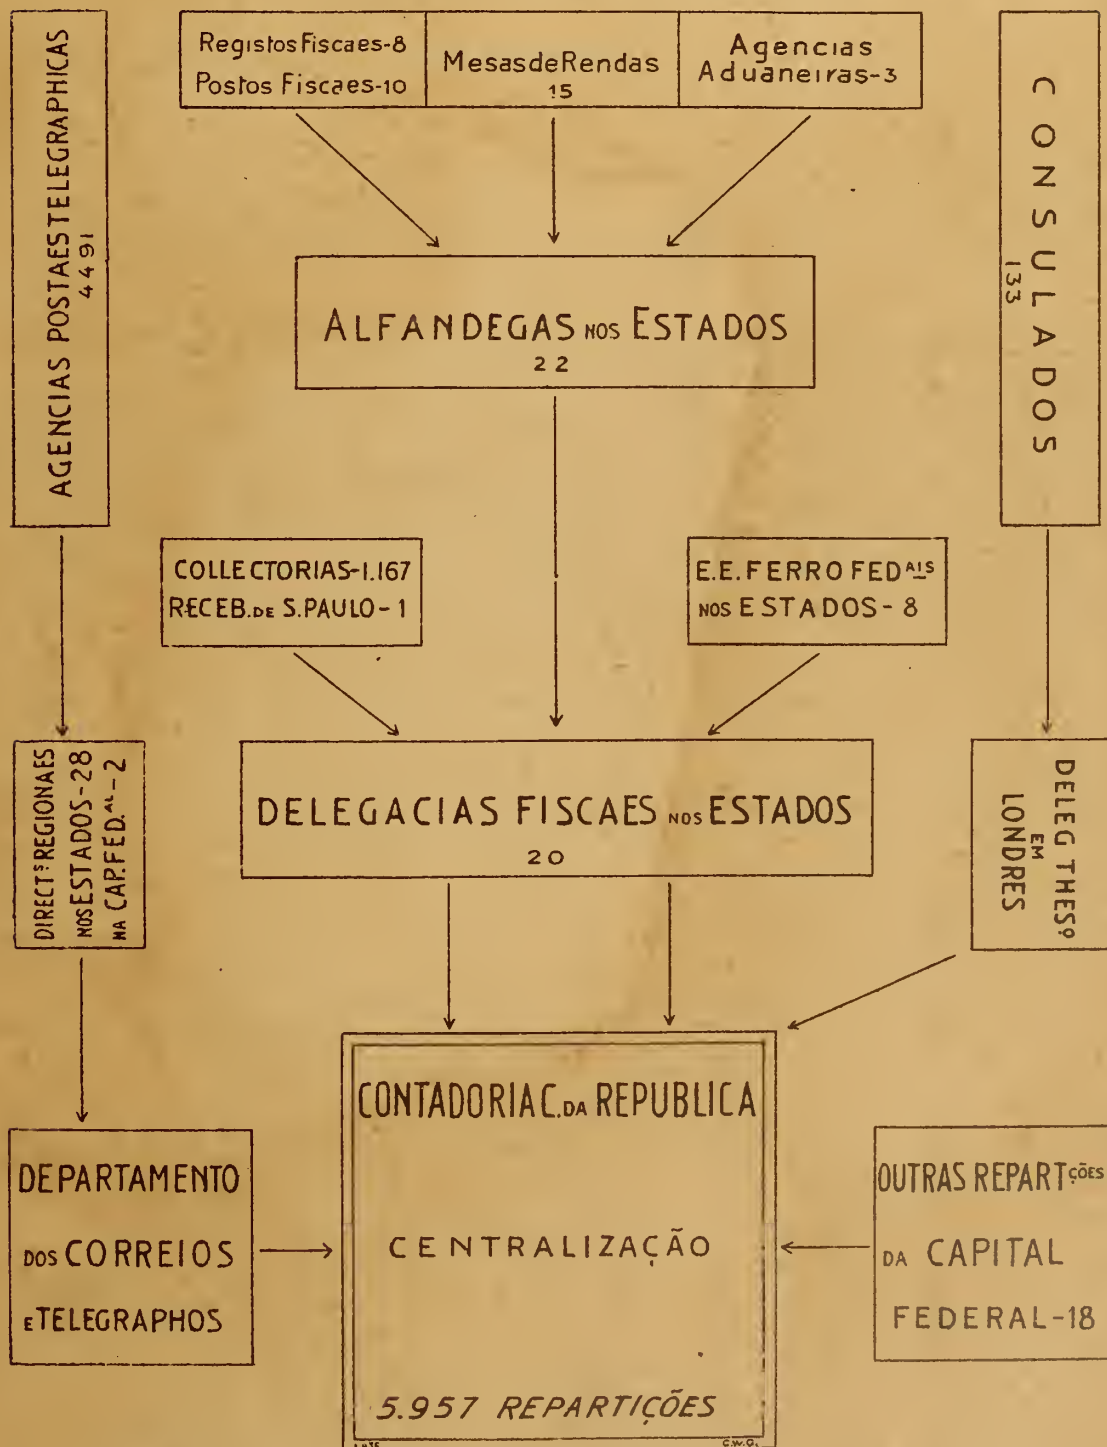 AGENCIAS POSTAES TELEGRAPHICAS
4491
Registos Fiscaes-8
Postos Fiscaes-10
Mesas de Rendas
15
Agencias
Aduaneiras-3
CONSULADOS
133
ALFANDEGAS NOS ESTADOS
22
COLLECTORIAS-1.167
RECEB. DE S. PAULO-1
E.E. FERRO FEDAIS
NOS ESTADOS-8
DIRECTS REGIONAES
NOS ESTADOS-28
NA CAP. FED.AL-2
DELEGACIAS FISCAES NOS ESTADOS
20
DELEG THESº
EM
LONDRES
CONTADORIA C. DA REPUBLICA
CENTRALIZAÇÃO
5.957 REPARTIÇÕES
DEPARTAMENTO
DOS CORREIOS
E TELEGRAPHOS
OUTRAS REPARTÇÕES
DA CAPITAL
FEDERAL-18
C.W.O.